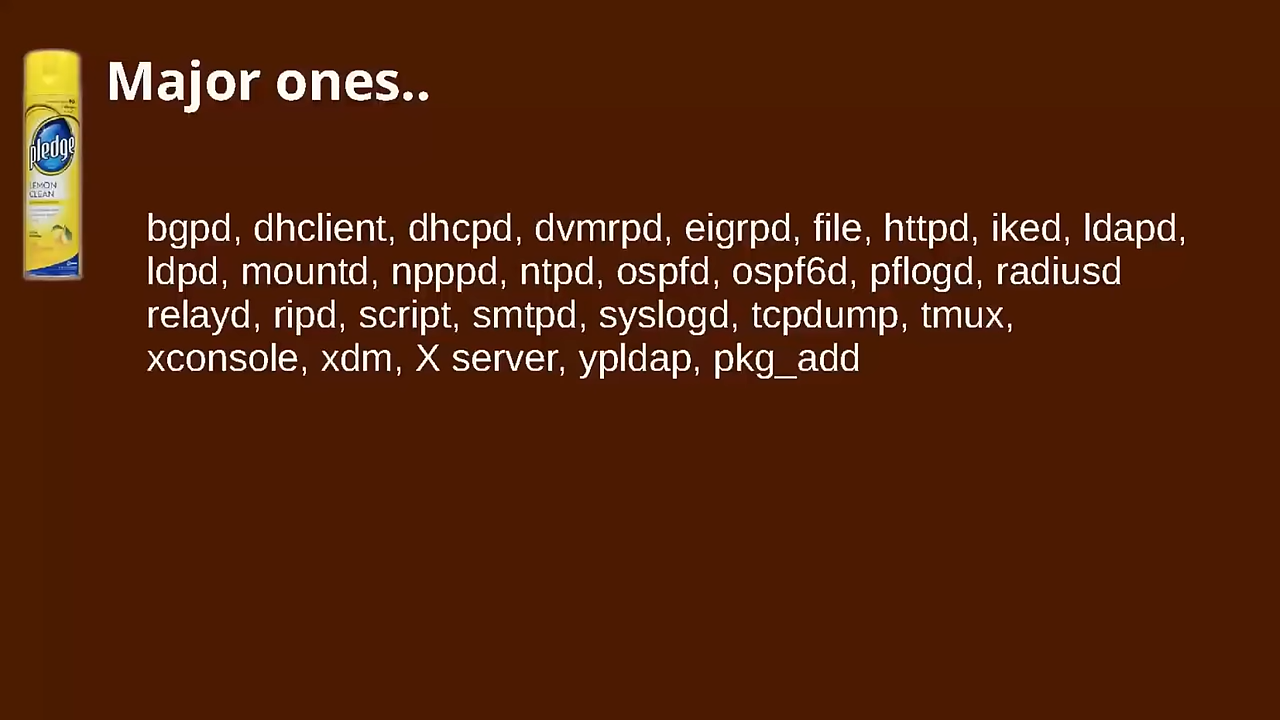 Major ones..
pledge
LEMON
CLEAN
bgpd, dhclient, dhcpd, dvmrpd, eigrpd, file, httpd, iked, ldapd,
ldpd, mountd, npppd, ntpd, ospfd, ospf6d, pflogd, radiusd
relayd, ripd, script, smtpd, syslogd, tcpdump, tmux,
xconsole, xdm, X server, ypldap, pkg_add